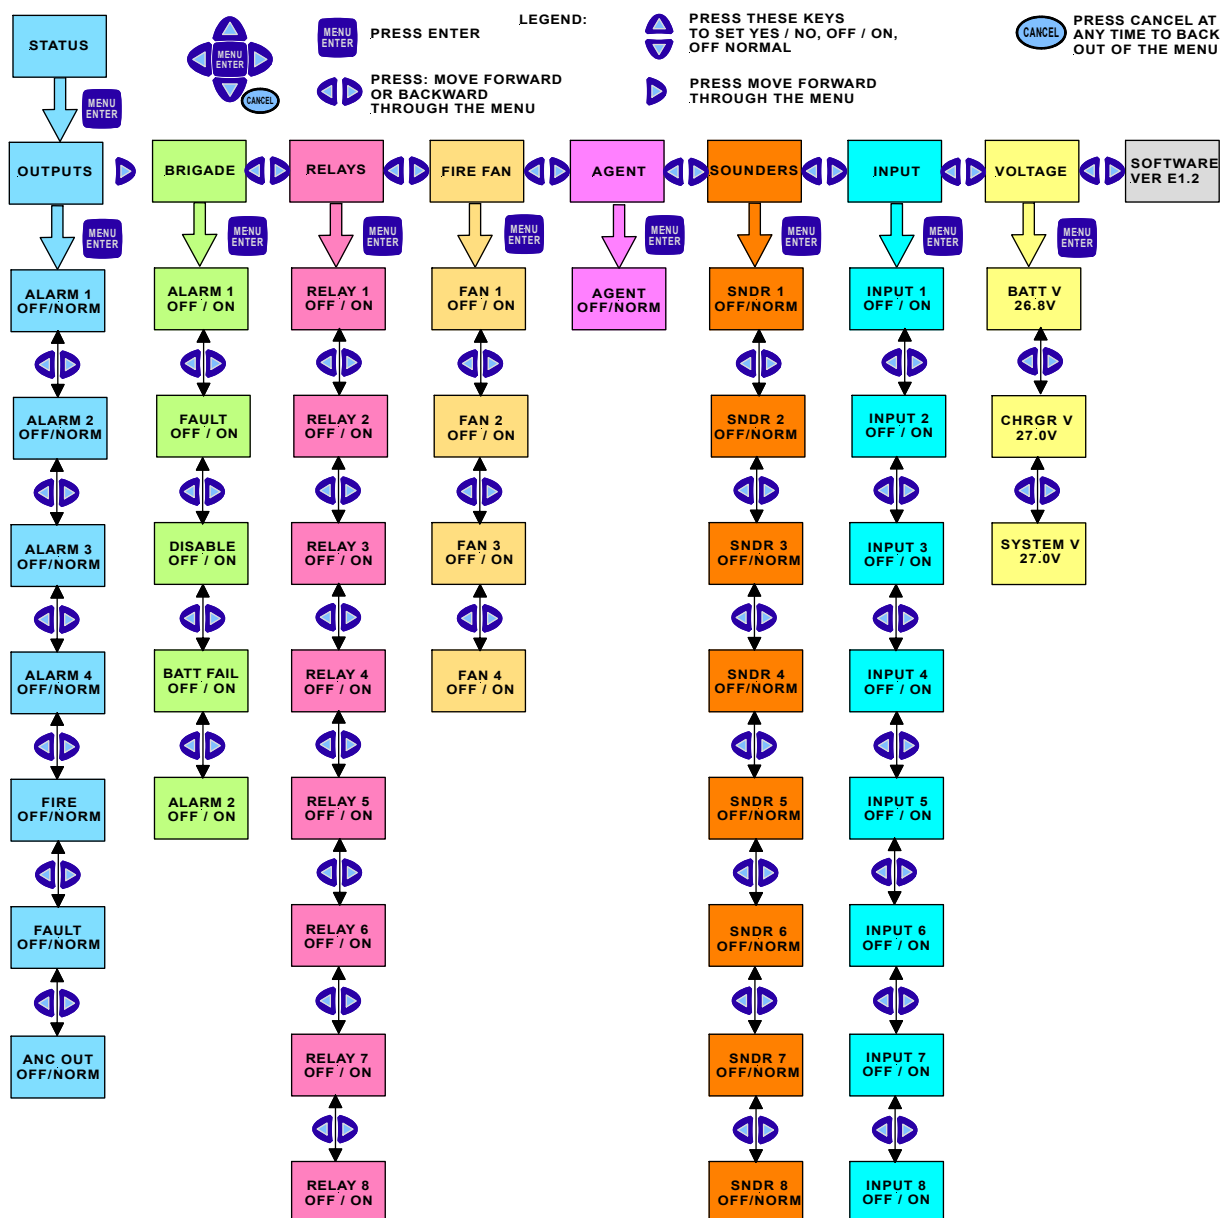 STATUS
MENU
ENTER
CANCEL
MENU
ENTER
PRESS ENTER
PRESS: MOVE FORWARD
OR BACKWARD
THROUGH THE MENU
LEGEND:
PRESS THESE KEYS
TO SET YES / NO, OFF / ON,
OFF NORMAL
PRESS MOVE FORWARD
THROUGH THE MENU
CANCEL
PRESS CANCEL AT
ANY TIME TO BACK
OUT OF THE MENU
MENU
ENTER
OUTPUTS
BRIGADE
RELAYS
FIRE FAN
AGENT
SOUNDERS
INPUT
VOLTAGE
SOFTWARE
VER E1.2
MENU
ENTER
MENU
ENTER
MENU
ENTER
MENU
ENTER
MENU
ENTER
MENU
ENTER
MENU
ENTER
MENU
ENTER
ALARM 1
OFF/NORM
ALARM 1
OFF / ON
RELAY 1
OFF / ON
FAN 1
OFF / ON
AGENT
OFF/NORM
SNDR 1
OFF/NORM
INPUT 1
OFF / ON
BATT V
26.8V
ALARM 2
OFF/NORM
FAULT
OFF / ON
RELAY 2
OFF / ON
FAN 2
OFF / ON
SNDR 2
OFF/NORM
INPUT 2
OFF / ON
CHRGR V
27.0V
ALARM 3
OFF/NORM
DISABLE
OFF / ON
RELAY 3
OFF / ON
FAN 3
OFF / ON
SNDR 3
OFF/NORM
INPUT 3
OFF / ON
SYSTEM V
27.0V
ALARM 4
OFF/NORM
BATT FAIL
OFF / ON
RELAY 4
OFF / ON
FAN 4
OFF / ON
SNDR 4
OFF/NORM
INPUT 4
OFF / ON
FIRE
OFF/NORM
ALARM 2
OFF / ON
RELAY 5
OFF / ON
SNDR 5
OFF/NORM
INPUT 5
OFF / ON
FAULT
OFF/NORM
RELAY 6
OFF / ON
SNDR 6
OFF/NORM
INPUT 6
OFF / ON
ANC OUT
OFF/NORM
RELAY 7
OFF / ON
SNDR 7
OFF/NORM
INPUT 7
OFF / ON
RELAY 8
OFF / ON
SNDR 8
OFF/NORM
INPUT 8
OFF / ON